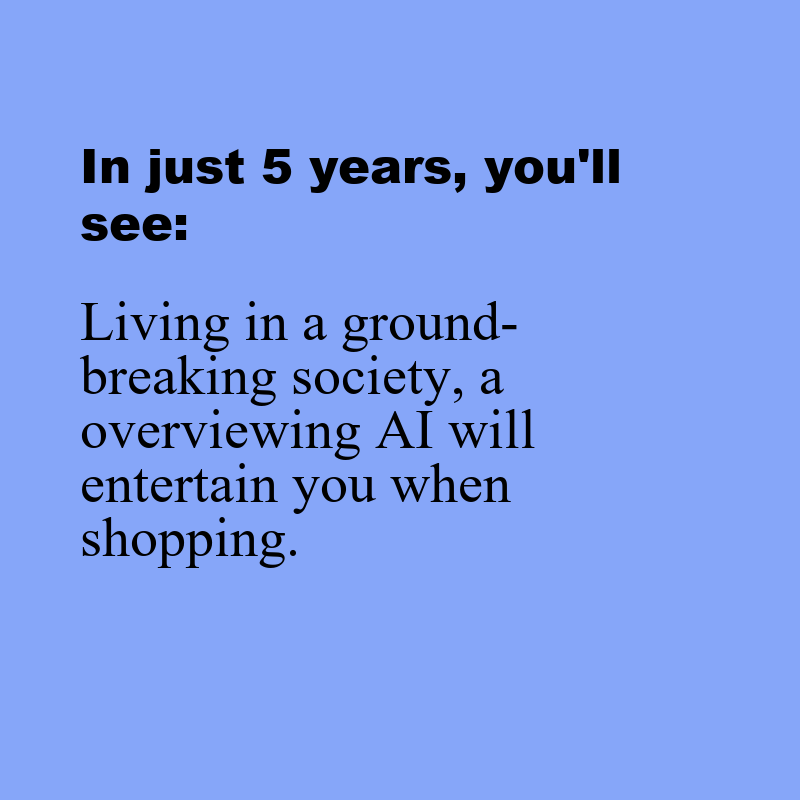 In just 5 years, you'll
see:
Living in a ground-
breaking society, a
overviewing AI will
entertain you when
shopping.